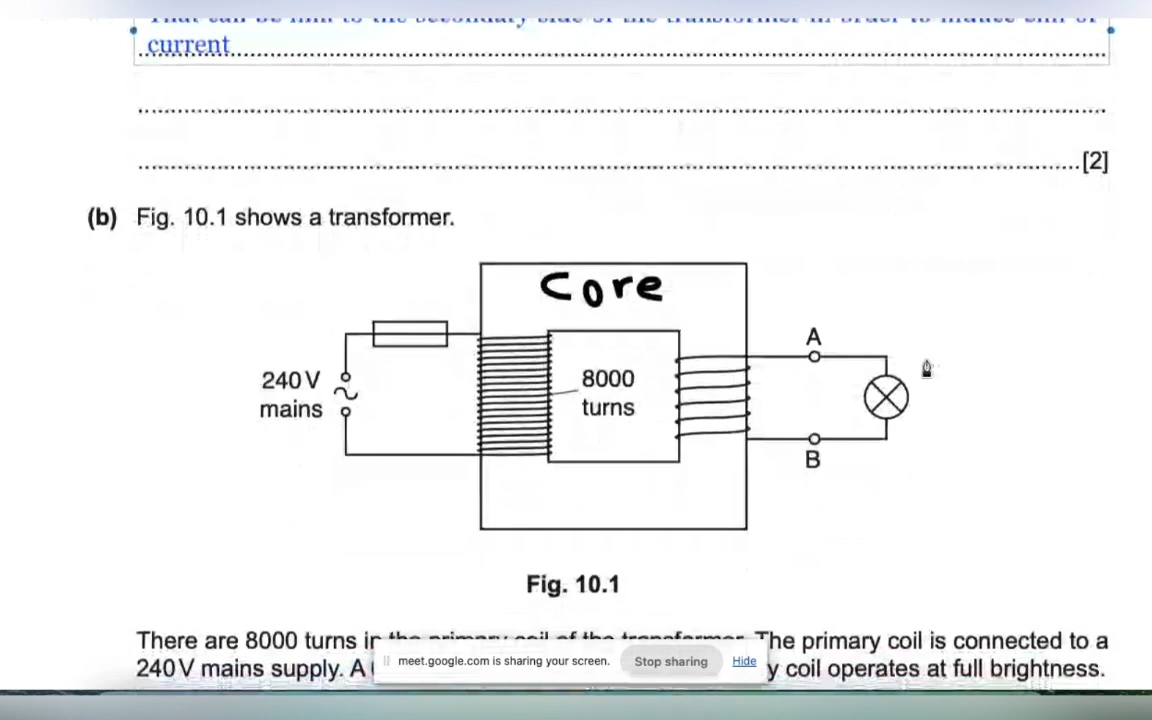 current
[2]
(b) Fig. 10.1 shows a transformer.
Core
A
240 V
mains
8000
turns
B
Fig. 10.1
There are 8000 turns in the primary coil of the transformer. The primary coil is connected to a
240 V mains supply. A
y coil operates at full brightness.
meet.google.com is sharing your screen.
Stop sharing
Hide